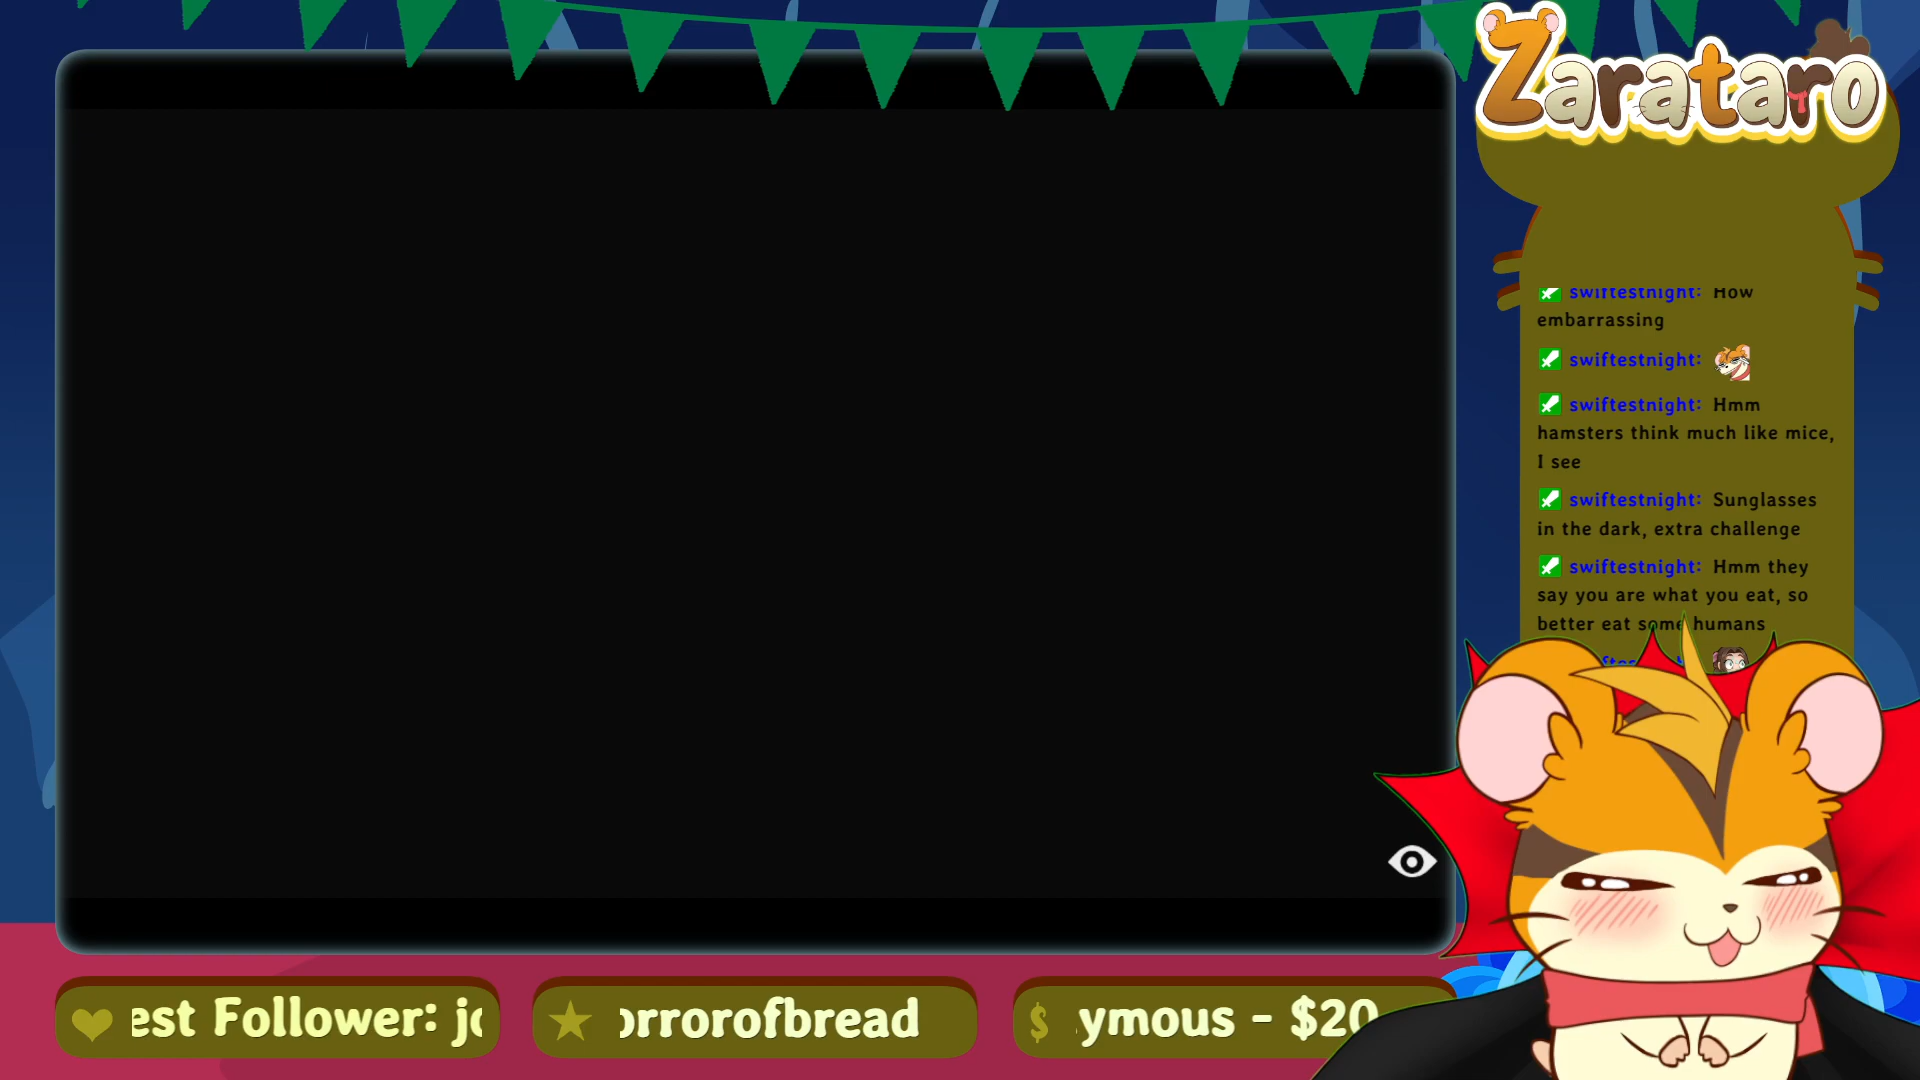 Zarataro
swiftestnight: How
embarrassing
swiftestnight:
swiftestnight: Hmm
hamsters think much like mice,
I see
swiftestnight: Sunglasses
in the dark, extra challenge
swiftestnight: Hmm they
say you are what you eat, so
better eat some humans
est Follower: jo
orrorofbread
ymous - $20